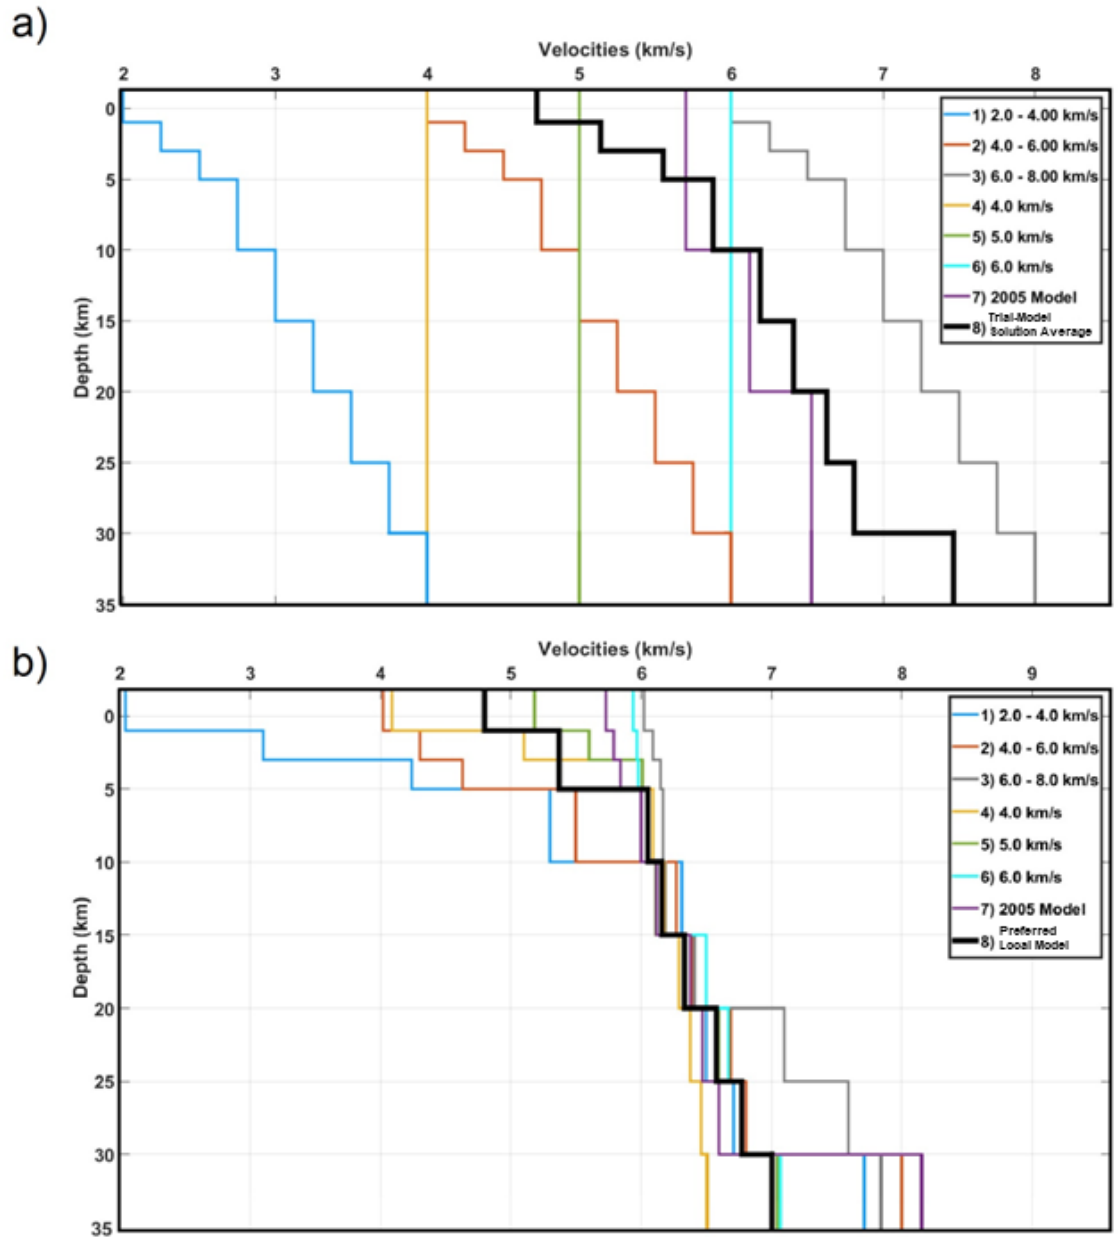 a)
Velocities (km/s)
2 3 4 5 6 7 8
0
5
10
15
20
25
30
35
Depth (km)
1) 2.0 - 4.00 km/s
2) 4.0 - 6.00 km/s
3) 6.0 - 8.00 km/s
4) 4.0 km/s
5) 5.0 km/s
6) 6.0 km/s
7) 2005 Model
8) Trial-Model
Solution Average
b)
Velocities (km/s)
2 3 4 5 6 7 8 9
0
5
10
15
20
25
30
35
Depth (km)
1) 2.0 - 4.0 km/s
2) 4.0 - 6.0 km/s
3) 6.0 - 8.0 km/s
4) 4.0 km/s
5) 5.0 km/s
6) 6.0 km/s
7) 2005 Model
8) Preferred
Local Model